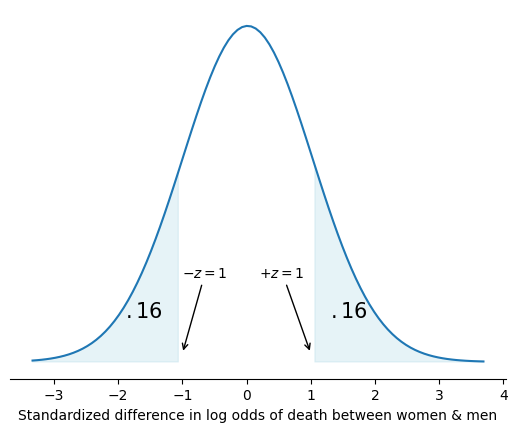 −z = 1
+z = 1
.16
.16
−3 −2 −1 0 1 2 3 4
Standardized difference in log odds of death between women & men